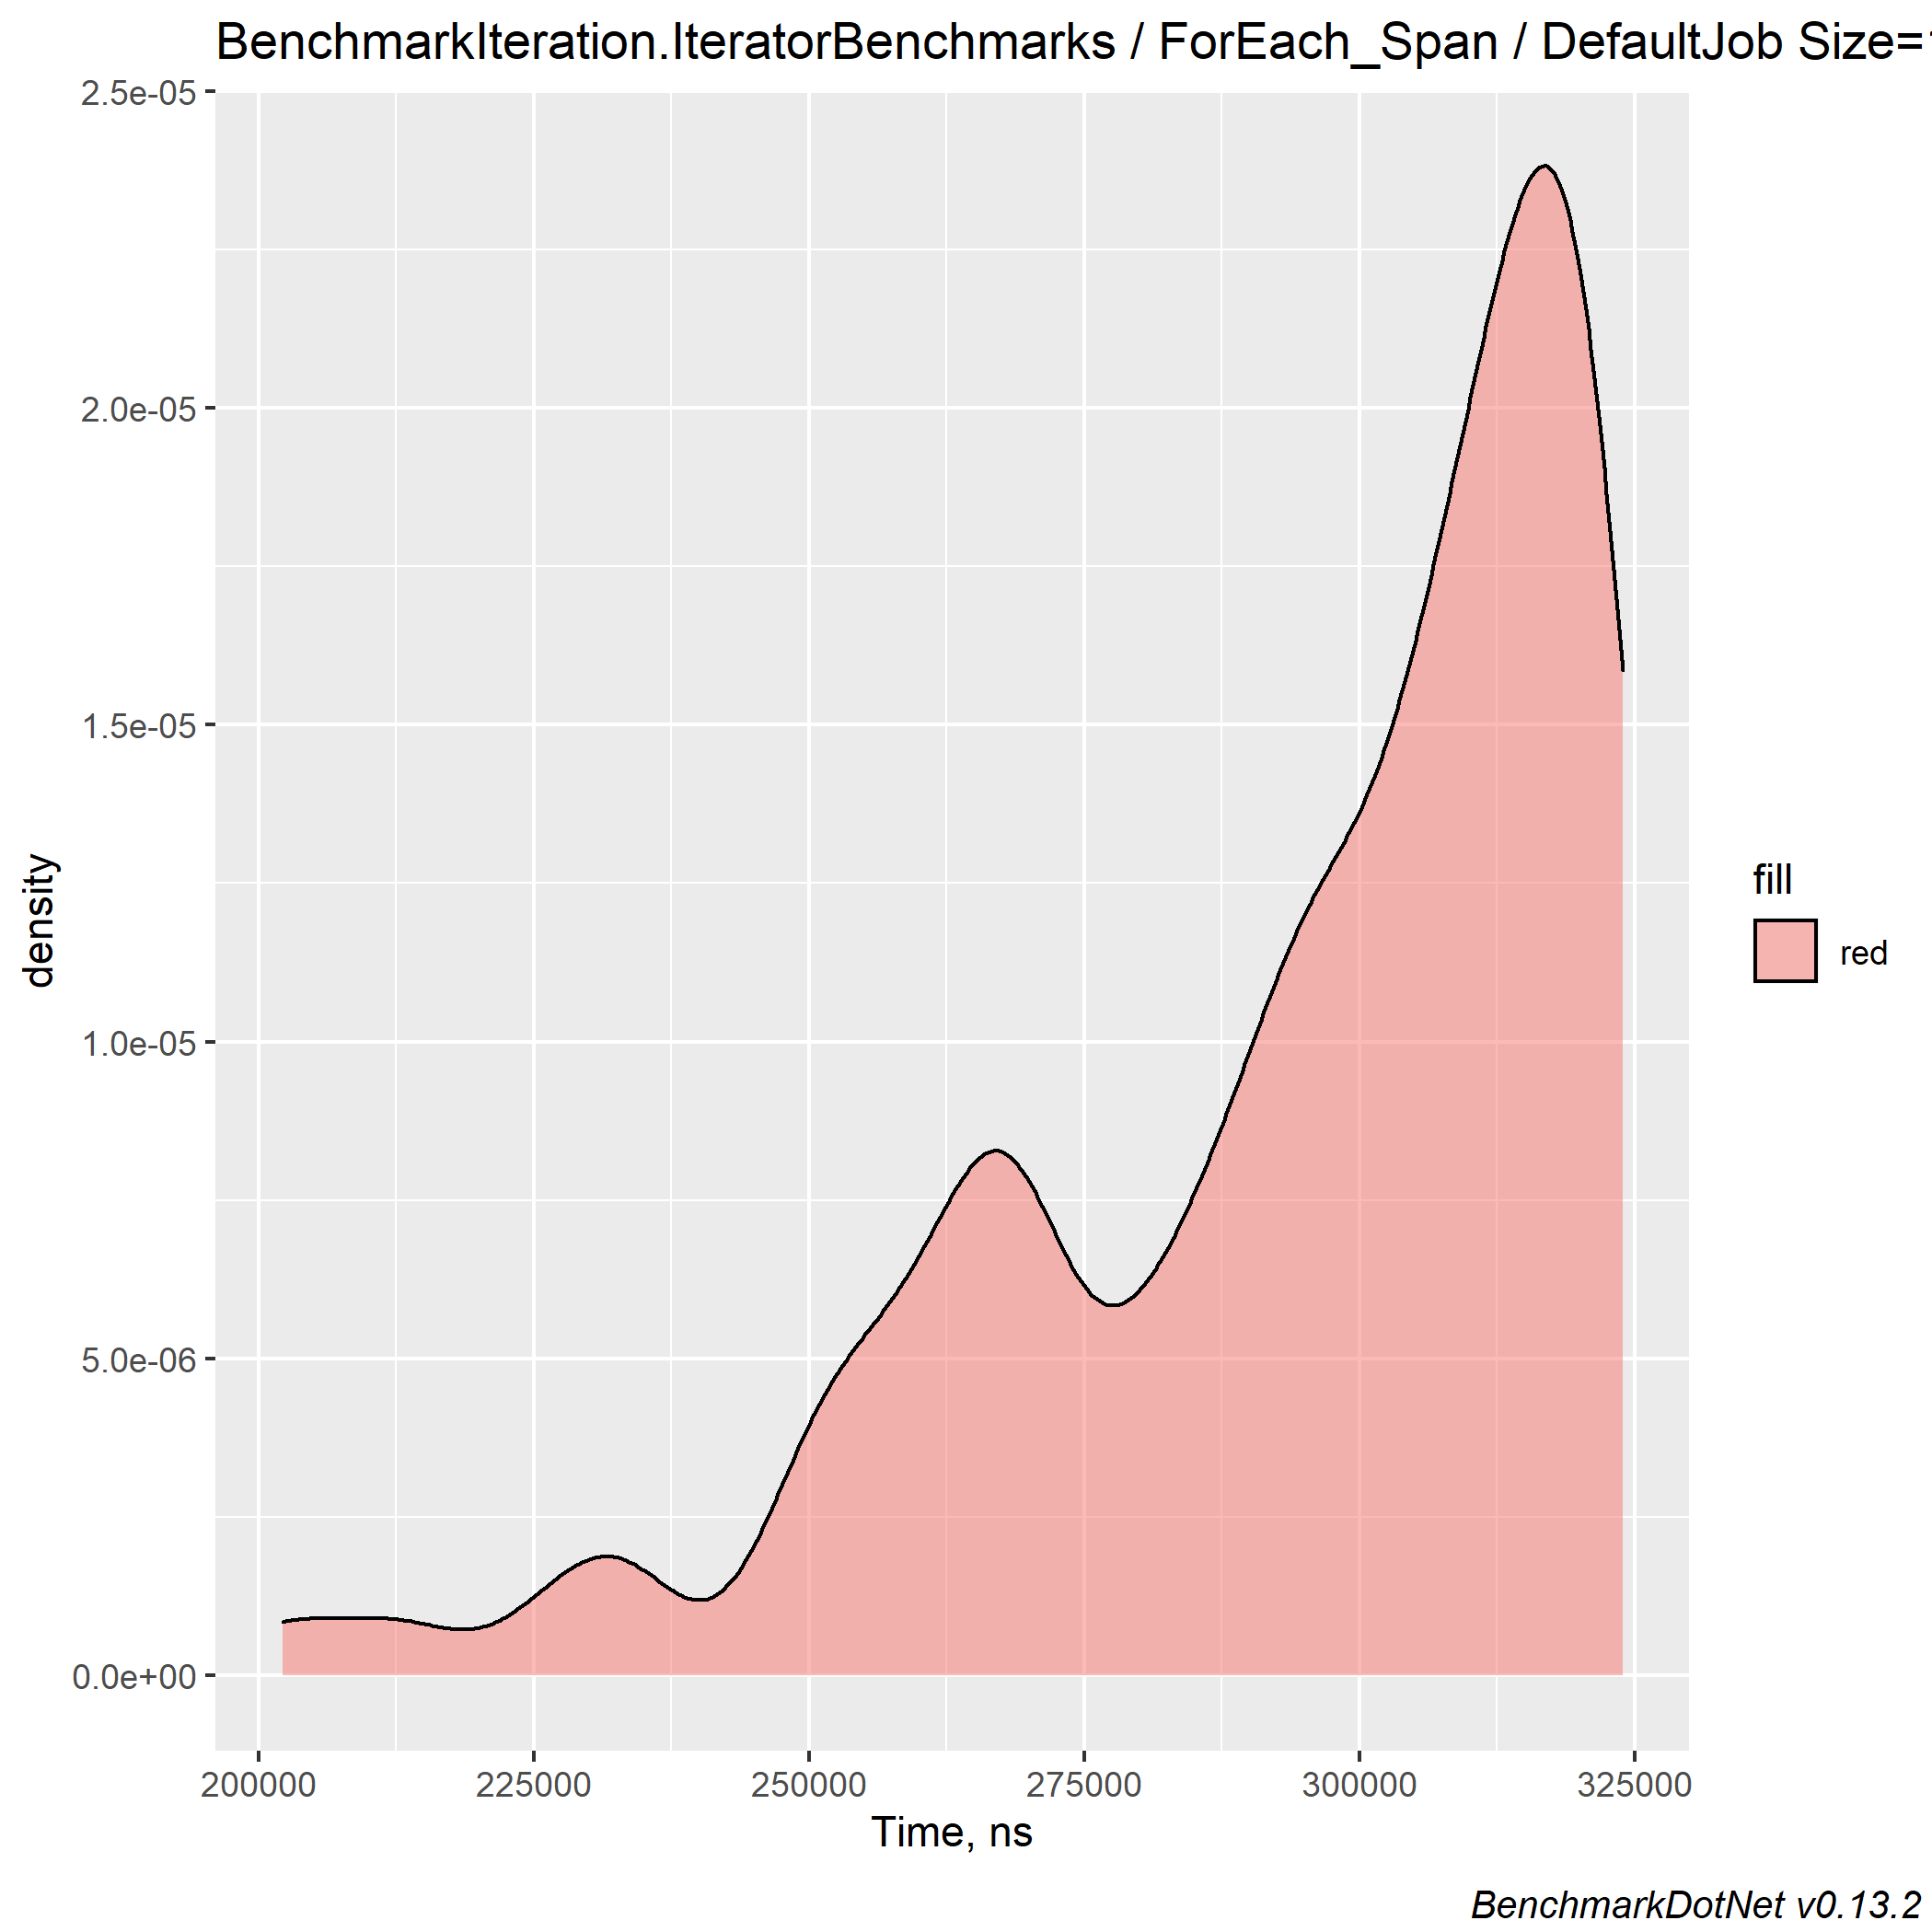 BenchmarkIteration.IteratorBenchmarks / ForEach_Span / DefaultJob Size=
2.5e-05
2.0e-05
1.5e-05
1.0e-05
5.0e-06
0.0e+00
density
200000 225000 250000 275000 300000 325000
Time, ns
fill
red
BenchmarkDotNet v0.13.2